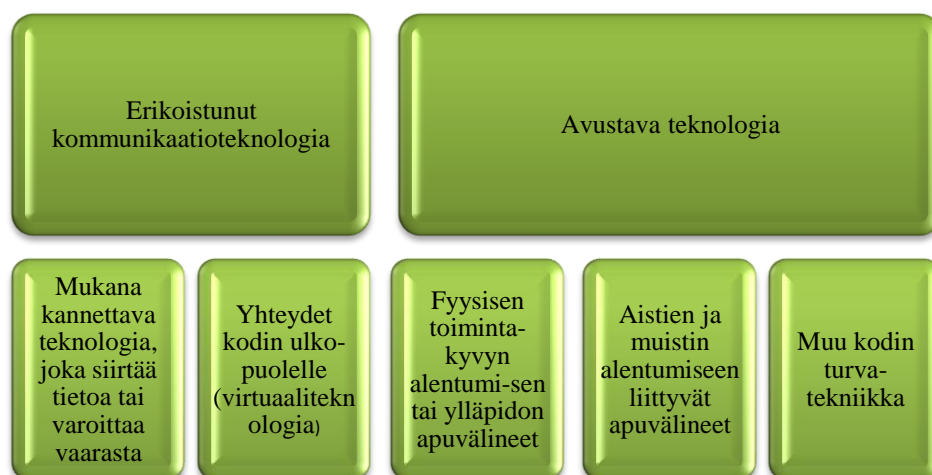 Erikoistunut
kommunikaatioteknologia
Avustava teknologia
Mukana
kannettava
teknologia,
joka siirtää
tietoa tai
varoittaa
vaarasta
Yhteydet
kodin ulko-
puolelle
(virtuaalitekn
ologia)
Fyysisen
toiminta-
kyvyn
alentumi-sen
tai ylläpidon
apuvälineet
Aistien ja
muistin
alentumiseen
liittyvät
apuvälineet
Muu kodin
turva-
tekniikka